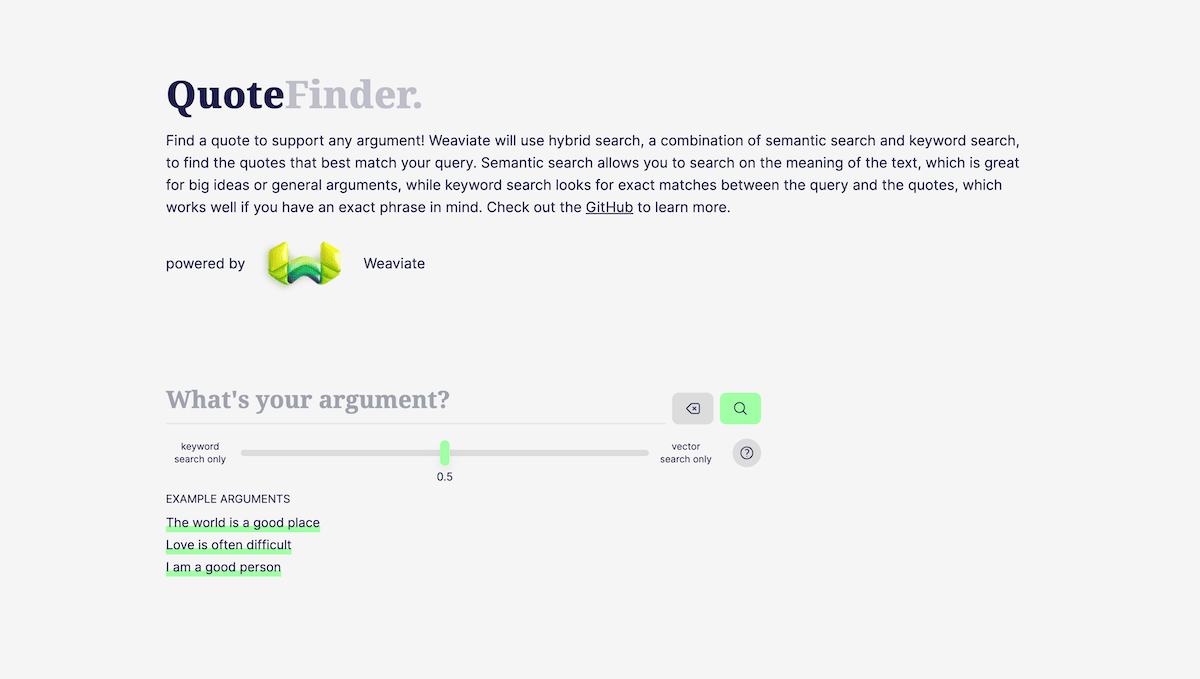 QuoteFinder.
Find a quote to support any argument! Weaviate will use hybrid search, a combination of semantic search and keyword search,
to find the quotes that best match your query. Semantic search allows you to search on the meaning of the text, which is great
for big ideas or general arguments, while keyword search looks for exact matches between the query and the quotes, which
works well if you have an exact phrase in mind. Check out the GitHub to learn more.
powered by Weaviate
What's your argument?
keyword
search only
vector
search only
?
0.5
EXAMPLE ARGUMENTS
The world is a good place
Love is often difficult
I am a good person